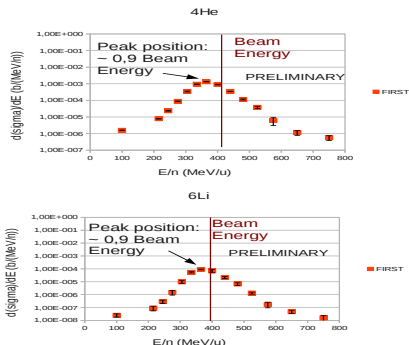 4He
1,00E+000
1,00E-001
1,00E-002
1,00E-003
1,00E-004
1,00E-005
1,00E-006
1,00E-007
d(sigma)/dE (b/(MeV/n))
Peak position:
~ 0,9 Beam
Energy
Beam
Energy
PRELIMINARY
FIRST
0 100 200 300 400 500 600 700 800
E/n (MeV/u)
6Li
1,00E+000
1,00E-001
1,00E-002
1,00E-003
1,00E-004
1,00E-005
1,00E-006
1,00E-007
1,00E-008
d(sigma)/dE (b/(MeV/n))
Peak position:
~ 0,9 Beam
Energy
Beam
Energy
PRELIMINARY
FIRST
0 100 200 300 400 500 600 700 800
E/n (MeV/u)